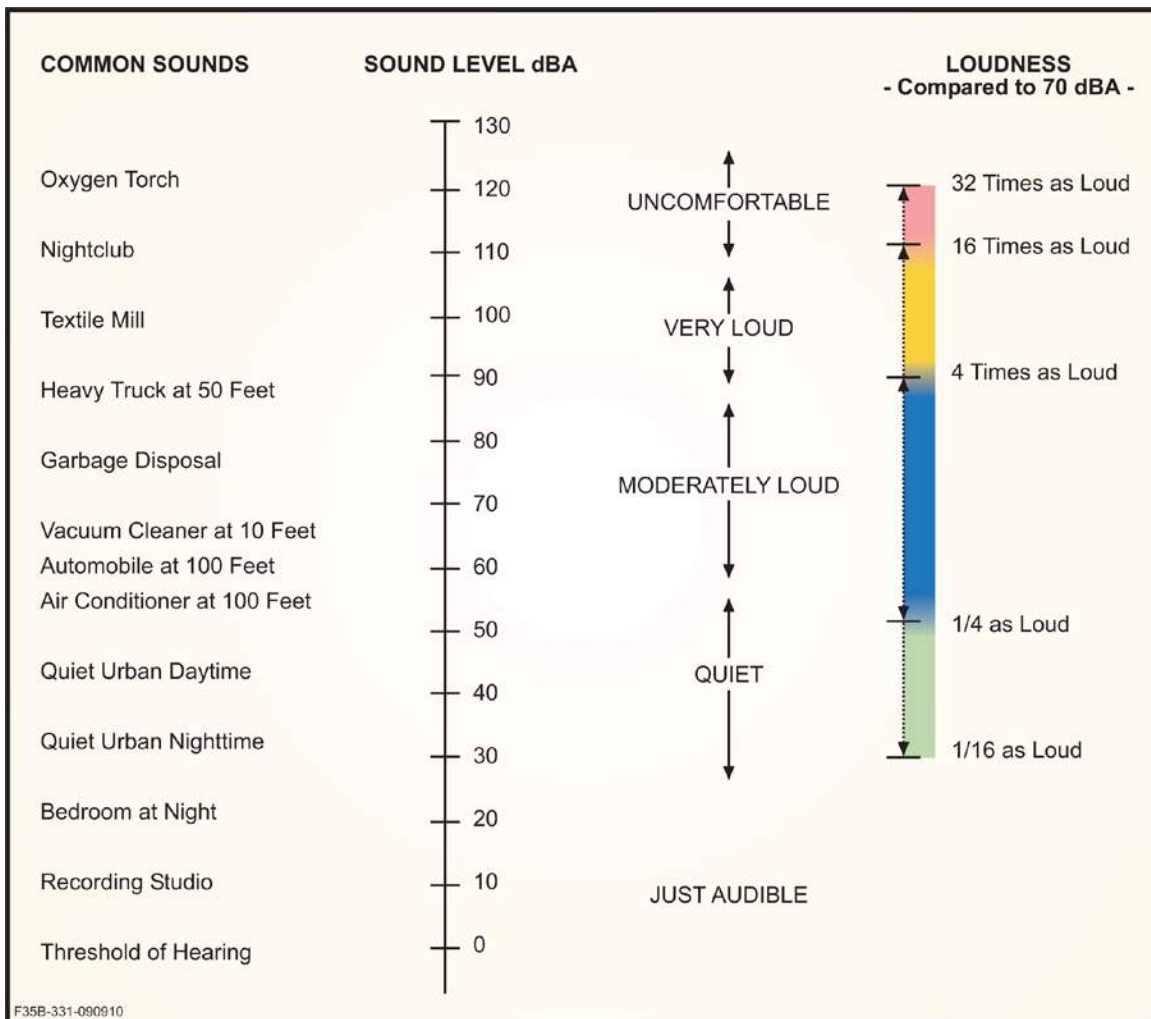 COMMON SOUNDS
SOUND LEVEL dBA
LOUDNESS
- Compared to 70 dBA -
Oxygen Torch
Nightclub
Textile Mill
Heavy Truck at 50 Feet
Garbage Disposal
Vacuum Cleaner at 10 Feet
Automobile at 100 Feet
Air Conditioner at 100 Feet
Quiet Urban Daytime
Quiet Urban Nighttime
Bedroom at Night
Recording Studio
Threshold of Hearing
130
120
110
100
90
80
70
60
50
40
30
20
10
0
UNCOMFORTABLE
VERY LOUD
MODERATELY LOUD
QUIET
JUST AUDIBLE
32 Times as Loud
16 Times as Loud
4 Times as Loud
1/4 as Loud
1/16 as Loud
F35B-331-090910